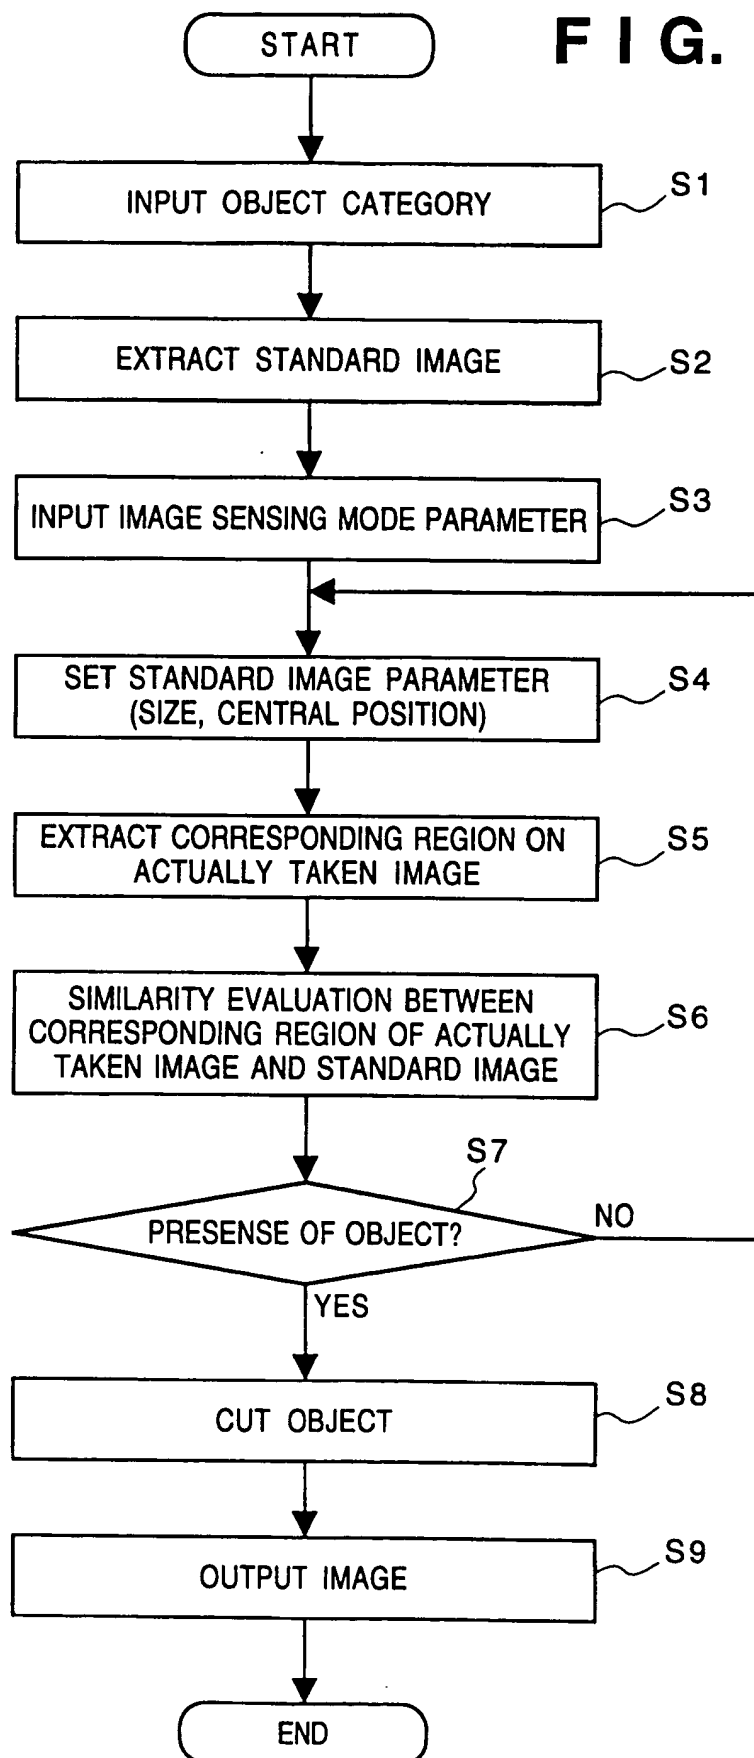 START
FIG.
INPUT OBJECT CATEGORY
S1
EXTRACT STANDARD IMAGE
S2
INPUT IMAGE SENSING MODE PARAMETER
S3
SET STANDARD IMAGE PARAMETER
(SIZE, CENTRAL POSITION)
S4
EXTRACT CORRESPONDING REGION ON
ACTUALLY TAKEN IMAGE
S5
SIMILARITY EVALUATION BETWEEN
CORRESPONDING REGION OF ACTUALLY
TAKEN IMAGE AND STANDARD IMAGE
S6
S7
PRESENSE OF OBJECT?
NO
YES
CUT OBJECT
S8
OUTPUT IMAGE
S9
END